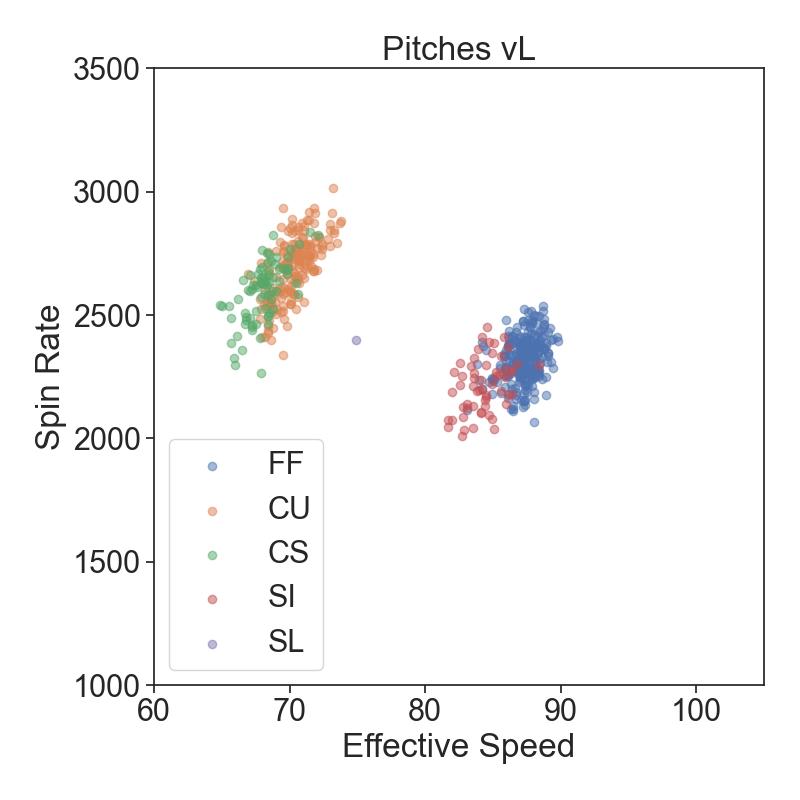 Pitches vL
3500
3000
2500
2000
1500
1000
Spin Rate
FF
CU
CS
SI
SL
60 70 80 90 100
Effective Speed